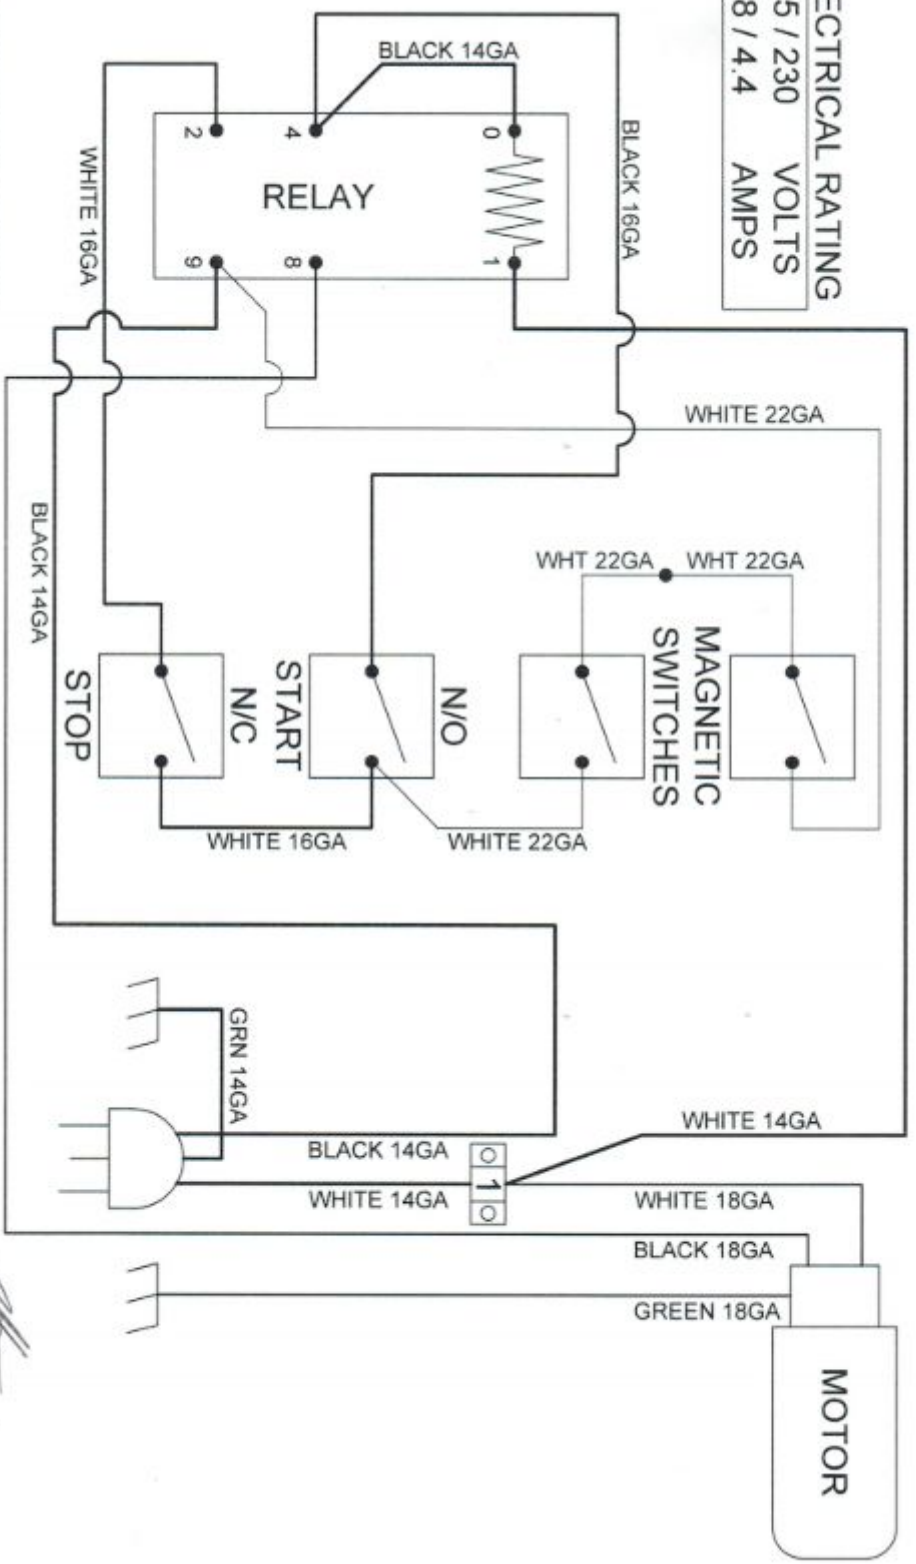 ECTRICAL RATING
5 / 230 VOLTS
8 / 4.4 AMPS
BLACK 14GA
BLACK 16GA
WHITE 16GA
2
4
0
RELAY
6
8
1
WHITE 22GA
BLACK 14GA
WHT 22GA
WHT 22GA
MAGNETIC
SWITCHES
N/O
START
N/C
STOP
WHITE 16GA
WHITE 22GA
GRN 14GA
BLACK 14GA
WHITE 14GA
1
WHITE 14GA
WHITE 18GA
BLACK 18GA
GREEN 18GA
MOTOR